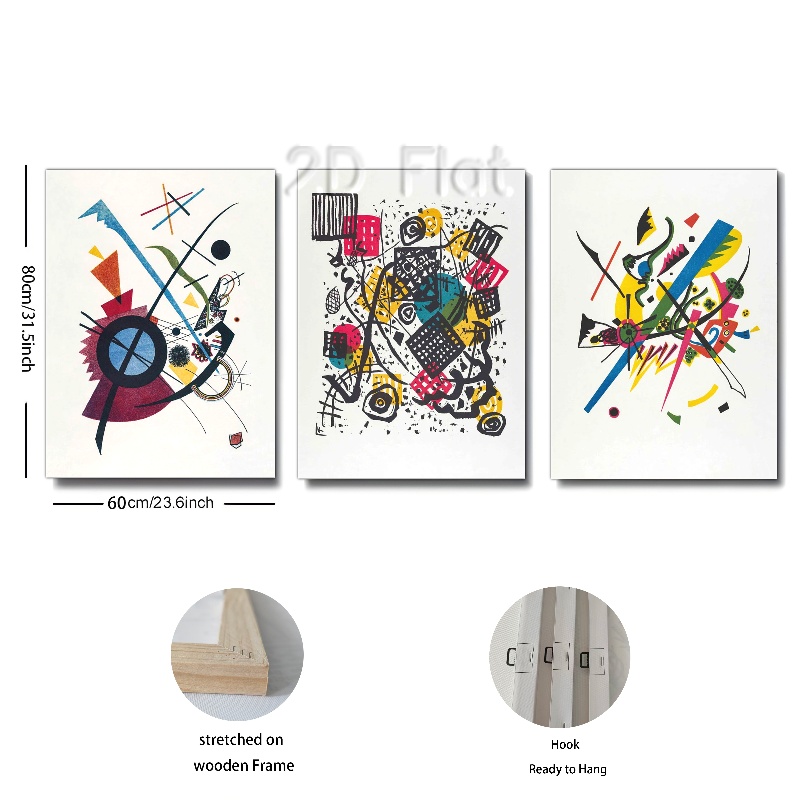 2D Flat.
80cm/31.5inch
60cm/23.6inch
stretched on
wooden Frame
Hook
Ready to Hang